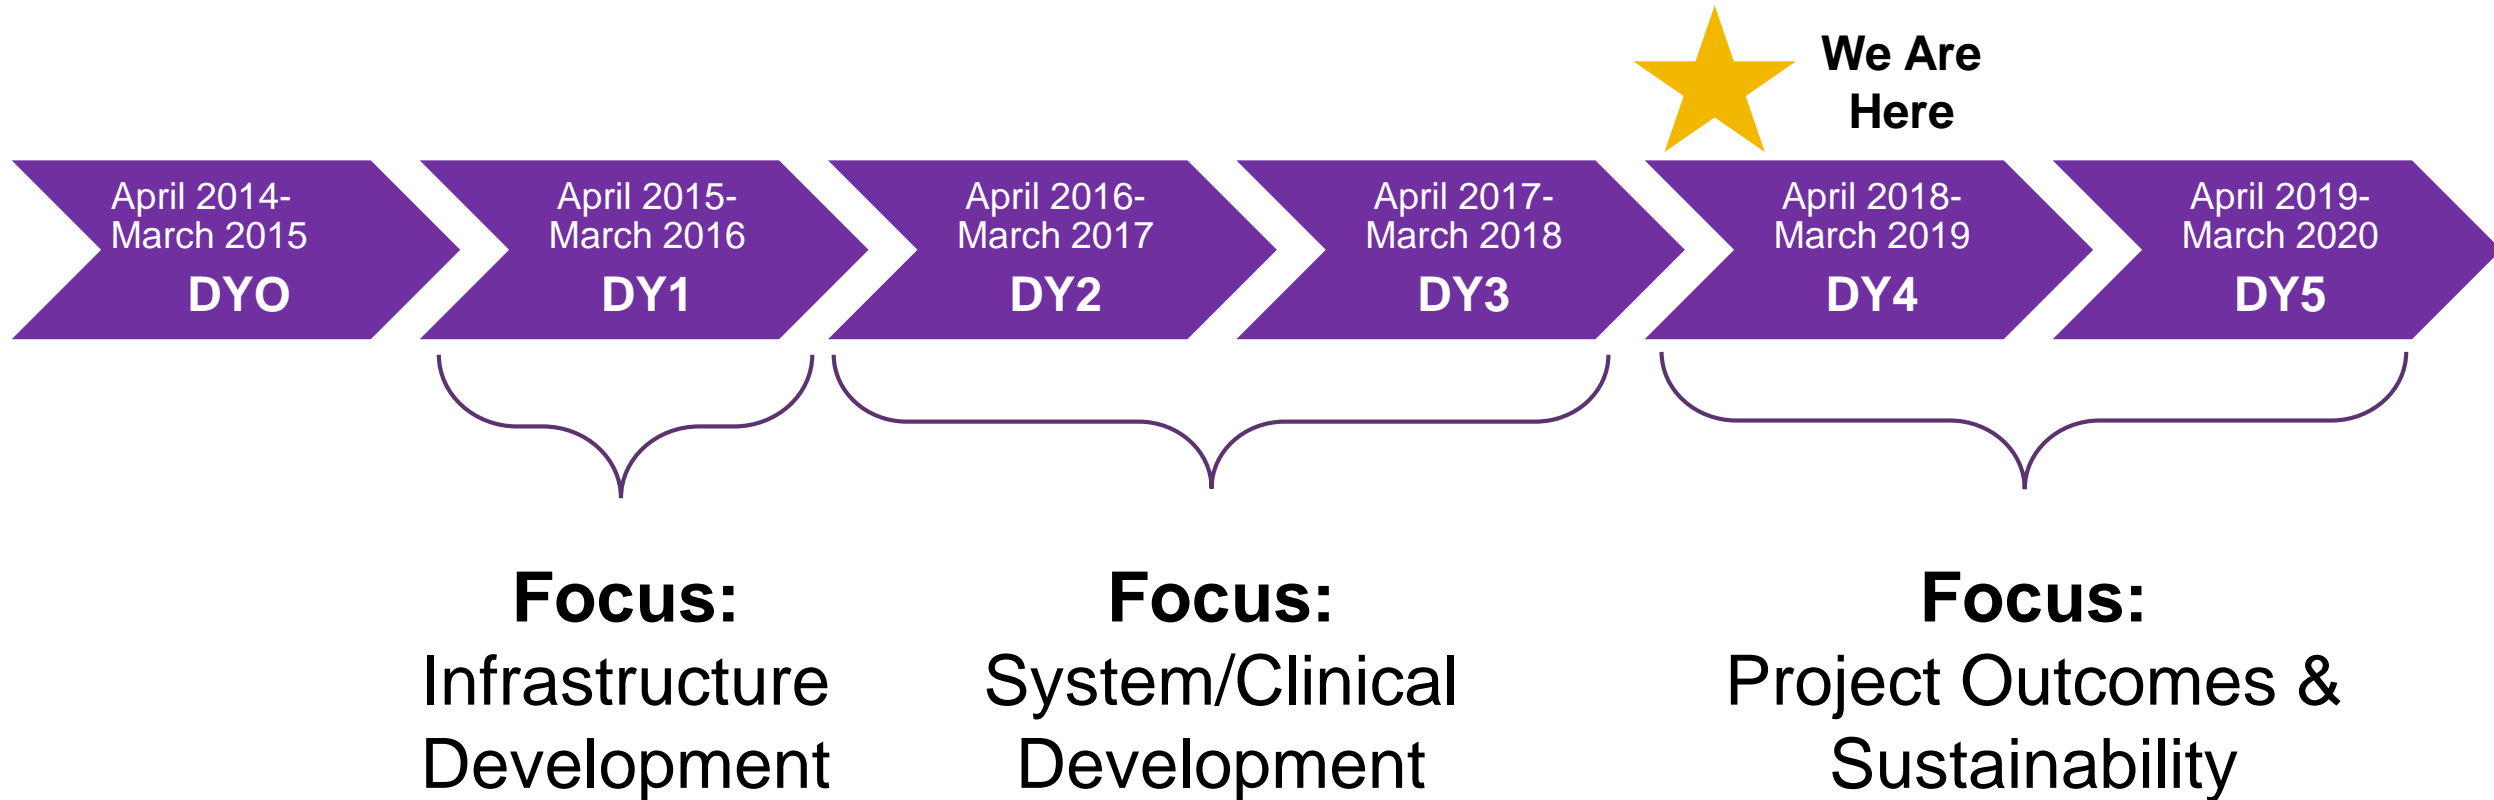 We Are
Here
April 2014-
March 2015
DYO
April 2015-
March 2016
DY1
April 2016-
March 2017
DY2
April 2017-
March 2018
DY3
April 2018-
March 2019
DY4
April 2019-
March 2020
DY5
Focus:
Infrastructure
Development
Focus:
System/Clinical
Development
Focus:
Project Outcomes &
Sustainability